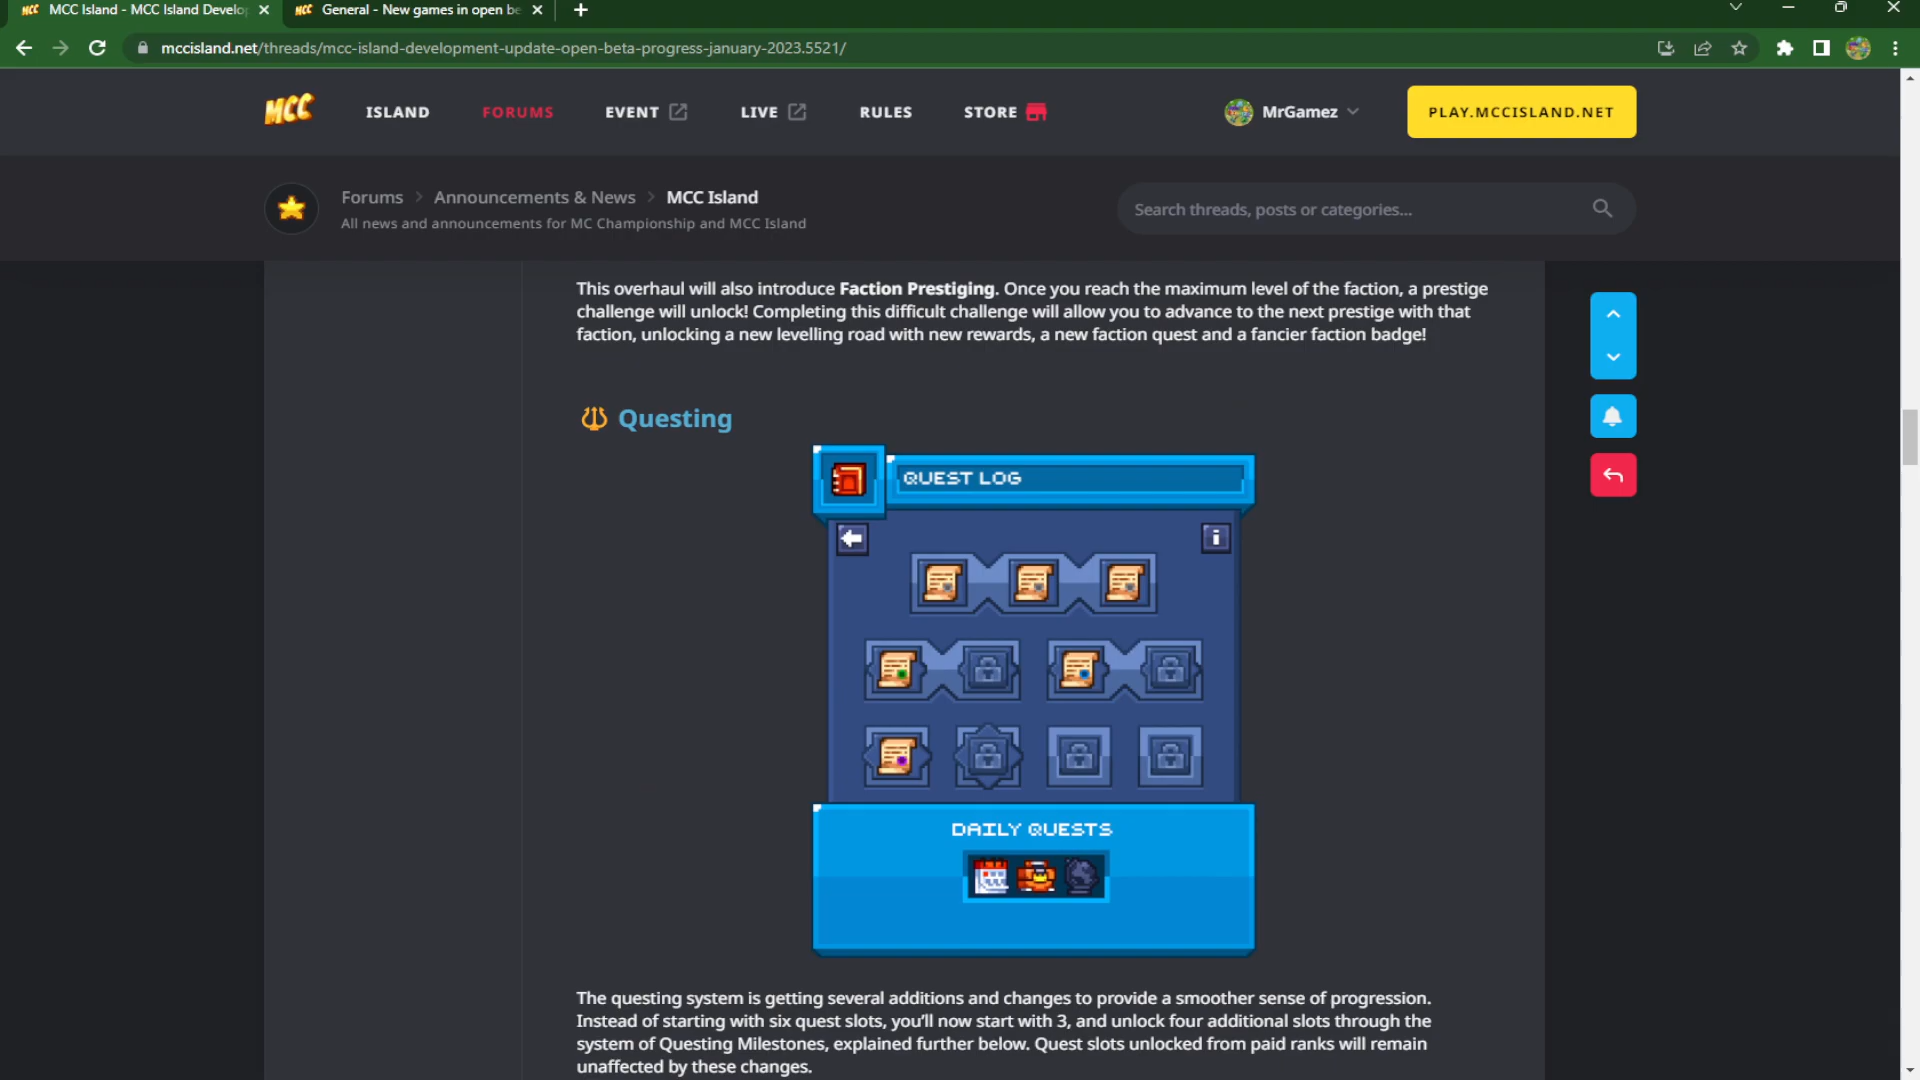 MCC Island - MCC Island Develo
General - New games in open be
mccisland.net/threads/mcc-island-development-update-open-beta-progress-january-2023.5521/
MCC
ISLAND
FORUMS
EVENT
LIVE
RULES
STORE
MrGamez
PLAY.MCCISLAND.NET
Forums > Announcements & News > MCC Island
All news and announcements for MC Championship and MCC Island
Search threads, posts or categories...
This overhaul will also introduce Faction Prestiging. Once you reach the maximum level of the faction, a prestige
challenge will unlock! Completing this difficult challenge will allow you to advance to the next prestige with that
faction, unlocking a new levelling road with new rewards, a new faction quest and a fancier faction badge!
Questing
QUEST LOG
i
DAILY QUESTS
The questing system is getting several additions and changes to provide a smoother sense of progression.
Instead of starting with six quest slots, you'll now start with 3, and unlock four additional slots through the
system of Questing Milestones, explained further below. Quest slots unlocked from paid ranks will remain
unaffected by these changes.